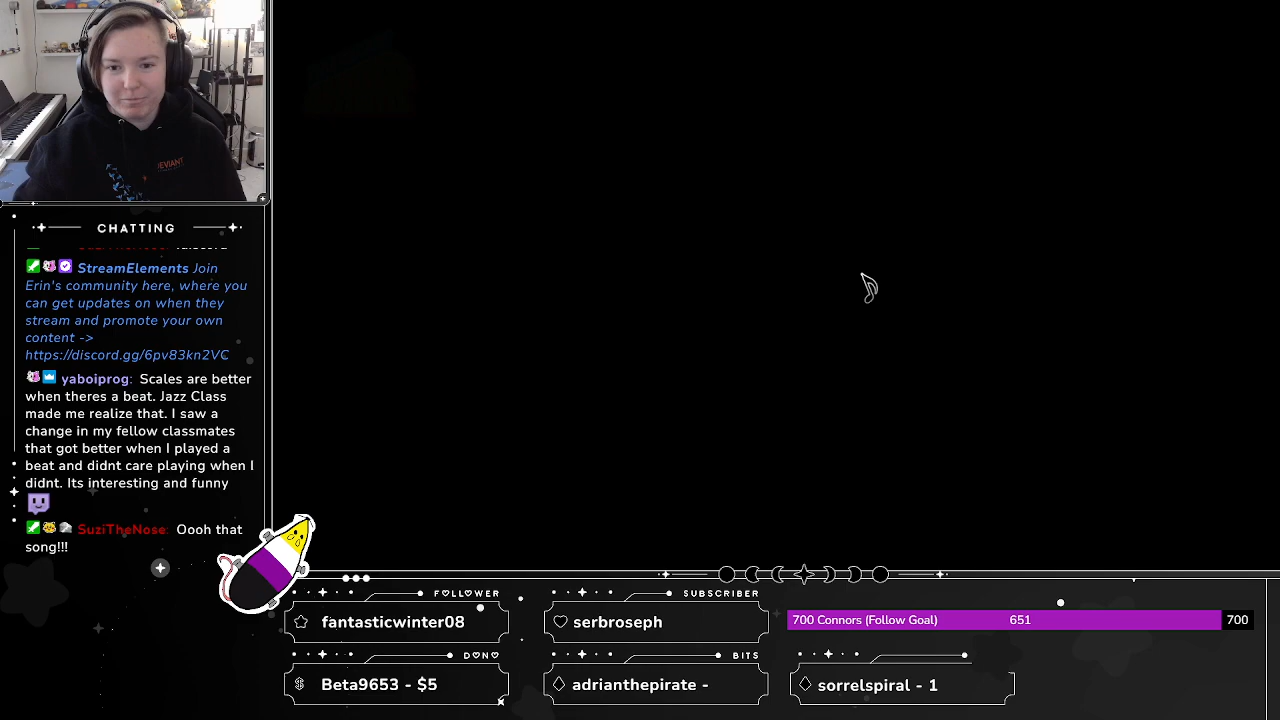 EVIANT
CHATTING
StreamElements Join
Erin's community here, where you
can get updates on when they
stream and promote your own
content ->
https://discord.gg/6pv83kn2VC
yaboiprog: Scales are better
when theres a beat. Jazz Class
made me realize that. I saw a
change in my fellow classmates
that got better when I played a
beat and didnt care playing when I
didnt. Its interesting and funny
SuziTheNose: Oooh that
song!!!
FOLLOWER
fantasticwinter08
SUBSCRIBER
serbroseph
700 Connors (Follow Goal) 651 700
DONO
Beta9653 - $5
BITS
adrianthepirate -
sorrelspiral - 1